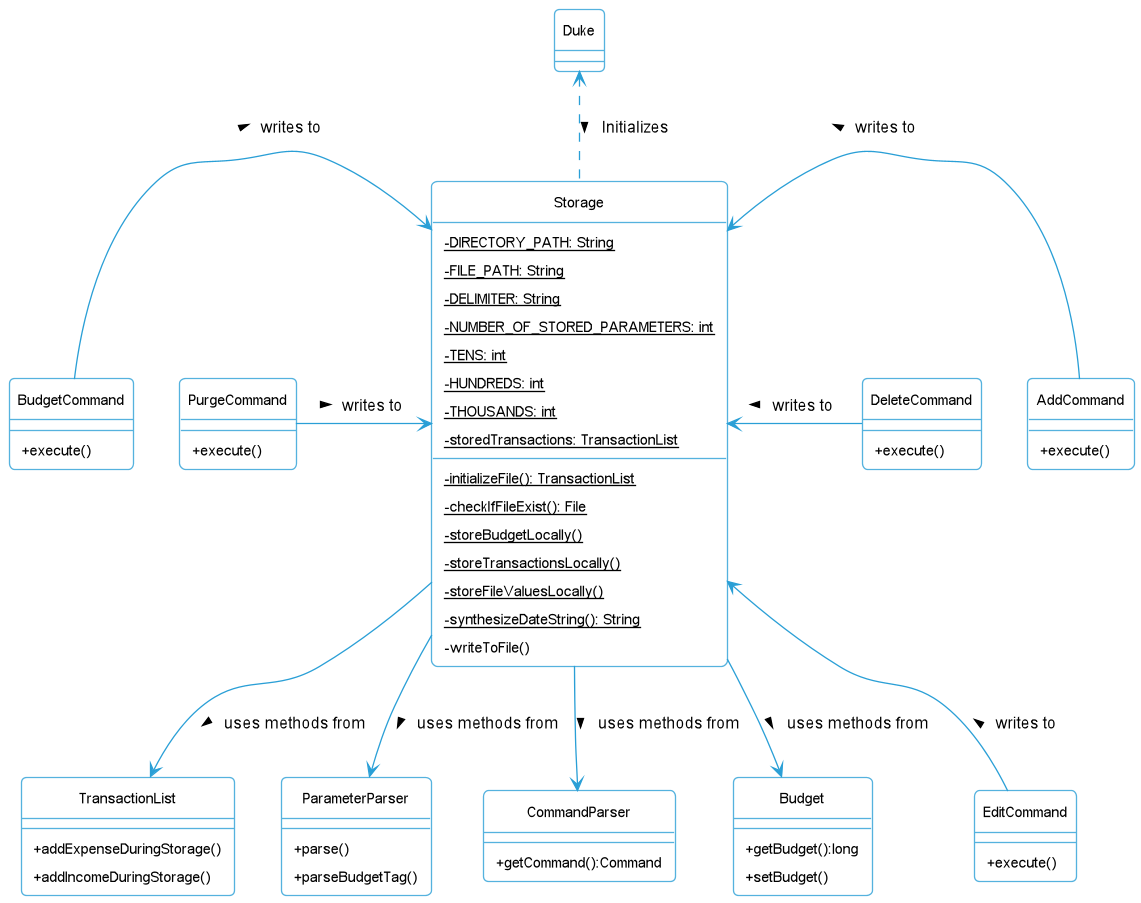 Duke
writes to
Initializes
writes to
Storage
-DIRECTORY_PATH: String
-FILE_PATH: String
-DELIMITER: String
-NUMBER_OF_STORED_PARAMETERS: int
-TENS: int
-HUNDREDS: int
-THOUSANDS: int
-storedTransactions: TransactionList
-initializeFile(): TransactionList
-checkIfFileExist(): File
-storeBudgetLocally()
-storeTransactionsLocally()
-storeFileValuesLocally()
-synthesizeDateString(): String
-writeToFile()
BudgetCommand
+execute()
PurgeCommand
+execute()
writes to
writes to
DeleteCommand
+execute()
AddCommand
+execute()
uses methods from
uses methods from
uses methods from
uses methods from
writes to
TransactionList
+addExpenseDuringStorage()
+addIncomeDuringStorage()
ParameterParser
+parse()
+parseBudgetTag()
CommandParser
+getCommand():Command
Budget
+getBudget():long
+setBudget()
EditCommand
+execute()